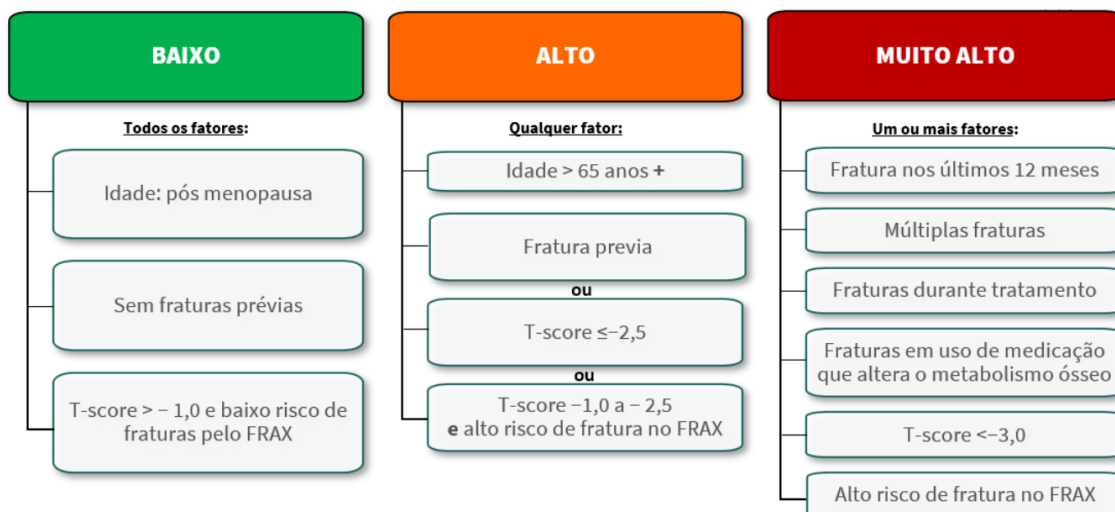 BAIXO
Todos os fatores:
Idade: pós menopausa
Sem fraturas prévias
T-score > − 1,0 e baixo risco de
fraturas pelo FRAX
ALTO
Qualquer fator:
Idade > 65 anos +
Fratura previa
ou
T-score ≤−2,5
ou
T-score −1,0 a − 2,5
e alto risco de fratura no FRAX
MUITO ALTO
Um ou mais fatores:
Fratura nos últimos 12 meses
Múltiplas fraturas
Fraturas durante tratamento
Fraturas em uso de medicação
que altera o metabolismo ósseo
T-score <−3,0
Alto risco de fratura no FRAX